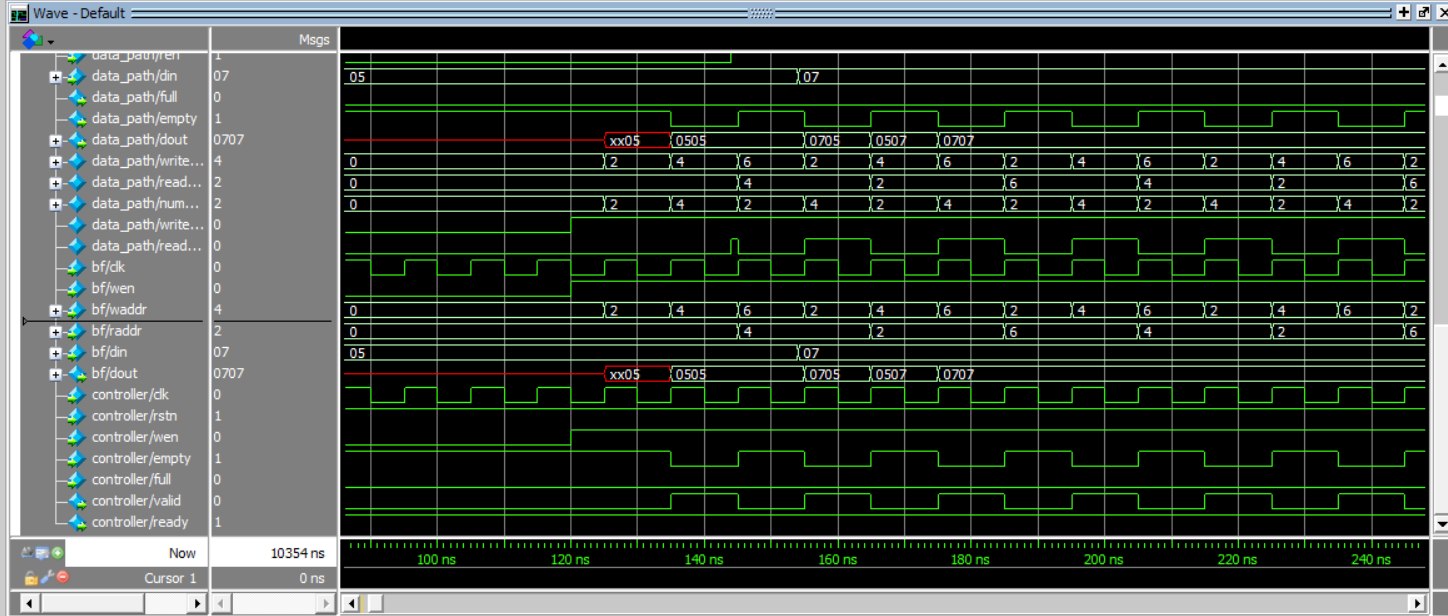 Wave - Default
Msgs
data_path/ren 1
data_path/din 07 05 07
data_path/full 0
data_path/empty 1
data_path/dout 0707 xx05 0505 0705 0507 0707
data_path/write... 4 0 2 4 6 2 4 6 2 4 6 2 4 6 2
data_path/read... 2 0 4 2 6 4 2 6
data_path/num... 2 0 2 4 2 4 2 4 2 4 2 4 2 4 2
data_path/write... 0
data_path/read... 0
bf/clk 0
bf/wen 0
bf/waddr 4 0 2 4 6 2 4 6 2 4 6 2 4 6 2
bf/raddr 2 0 4 2 6 4 2 6
bf/din 07 05 07
bf/dout 0707 xx05 0505 0705 0507 0707
controller/clk 0
controller/rstn 1
controller/wen 0
controller/empty 1
controller/full 0
controller/valid 0
controller/ready 1
Now 10354 ns 100 ns 120 ns 140 ns 160 ns 180 ns 200 ns 220 ns 240 ns
Cursor 1 0 ns